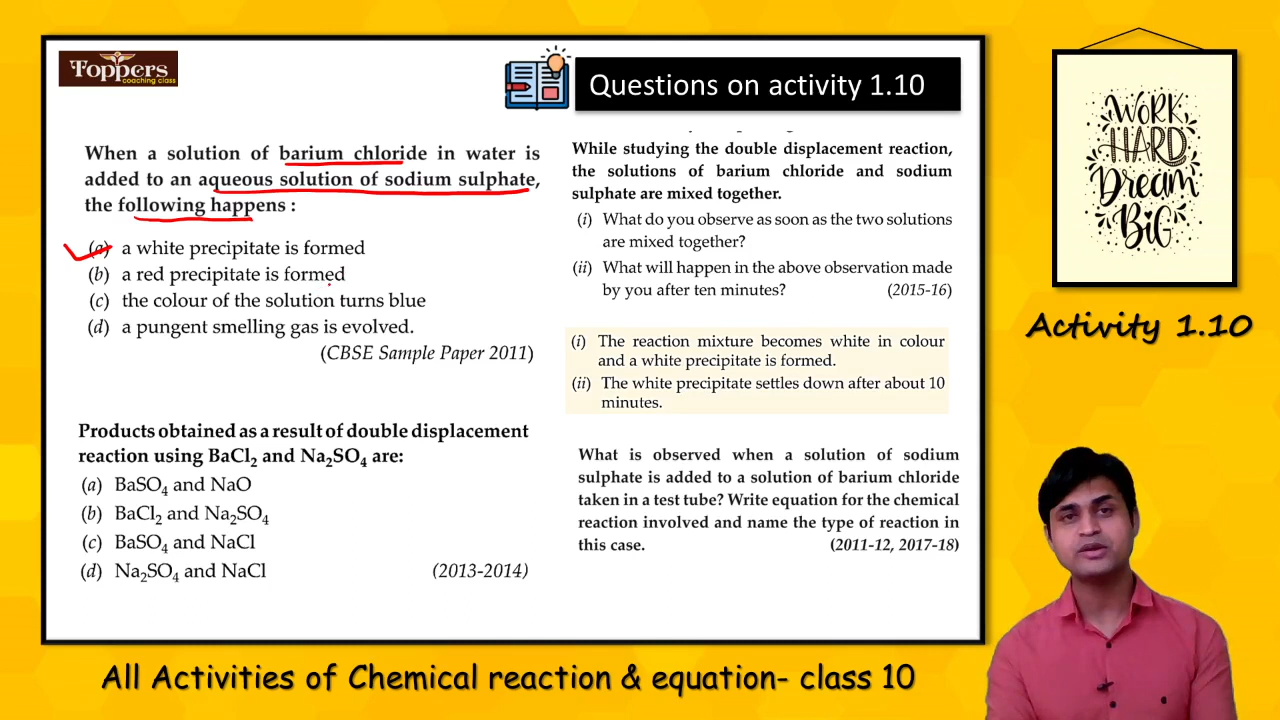 Toppers
coaching class
Questions on activity 1.10
When a solution of barium chloride in water is
added to an aqueous solution of sodium sulphate,
the following happens :
(a) a white precipitate is formed
(b) a red precipitate is formed
(c) the colour of the solution turns blue
(d) a pungent smelling gas is evolved.
(CBSE Sample Paper 2011)
Products obtained as a result of double displacement
reaction using BaCl₂ and Na₂SO₄ are:
(a) BaSO₄ and NaO
(b) BaCl₂ and Na₂SO₄
(c) BaSO₄ and NaCl
(d) Na₂SO₄ and NaCl (2013-2014)
While studying the double displacement reaction,
the solutions of barium chloride and sodium
sulphate are mixed together.
(i) What do you observe as soon as the two solutions
are mixed together?
(ii) What will happen in the above observation made
by you after ten minutes? (2015-16)
(i) The reaction mixture becomes white in colour
and a white precipitate is formed.
(ii) The white precipitate settles down after about 10
minutes.
What is observed when a solution of sodium
sulphate is added to a solution of barium chloride
taken in a test tube? Write equation for the chemical
reaction involved and name the type of reaction in
this case. (2011-12, 2017-18)
WORK
HARD
Dream
BiG
Activity 1.10
All Activities of Chemical reaction & equation- class 10